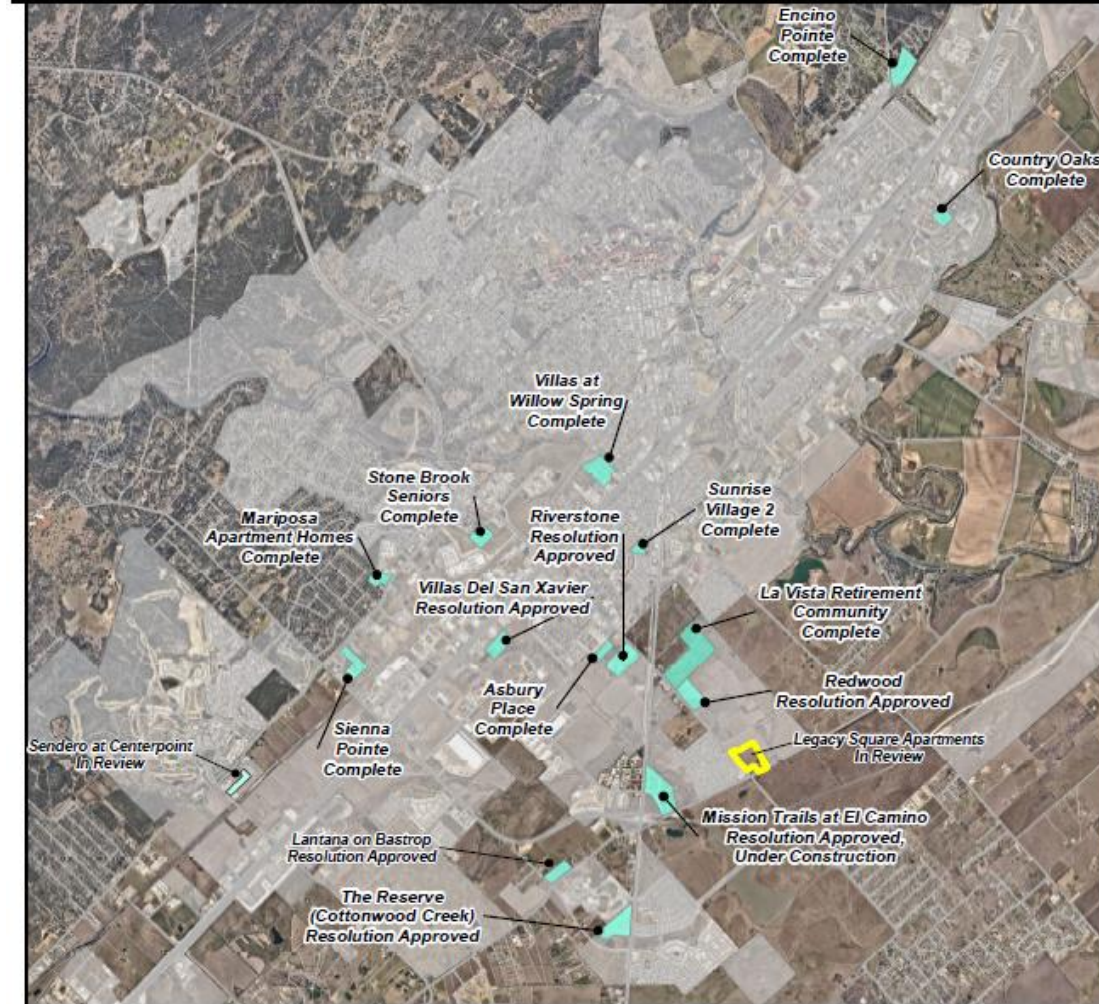 Encino
Pointe
Complete
Country Oaks
Complete
Villas at
Willow Spring
Complete
Stone Brook
Seniors
Complete
Sunrise
Village 2
Complete
Riverstone
Resolution
Approved
Mariposa
Apartment Homes
Complete
Villas Del San Xavier
Resolution Approved
La Vista Retirement
Community
Complete
Asbury
Place
Complete
Redwood
Resolution Approved
Sienna
Pointe
Complete
Sendero at Centerpoint
In Review
Legacy Square Apartments
In Review
Mission Trails at El Camino
Resolution Approved,
Under Construction
Lantana on Bastrop
Resolution Approved
The Reserve
(Cottonwood Creek)
Resolution Approved